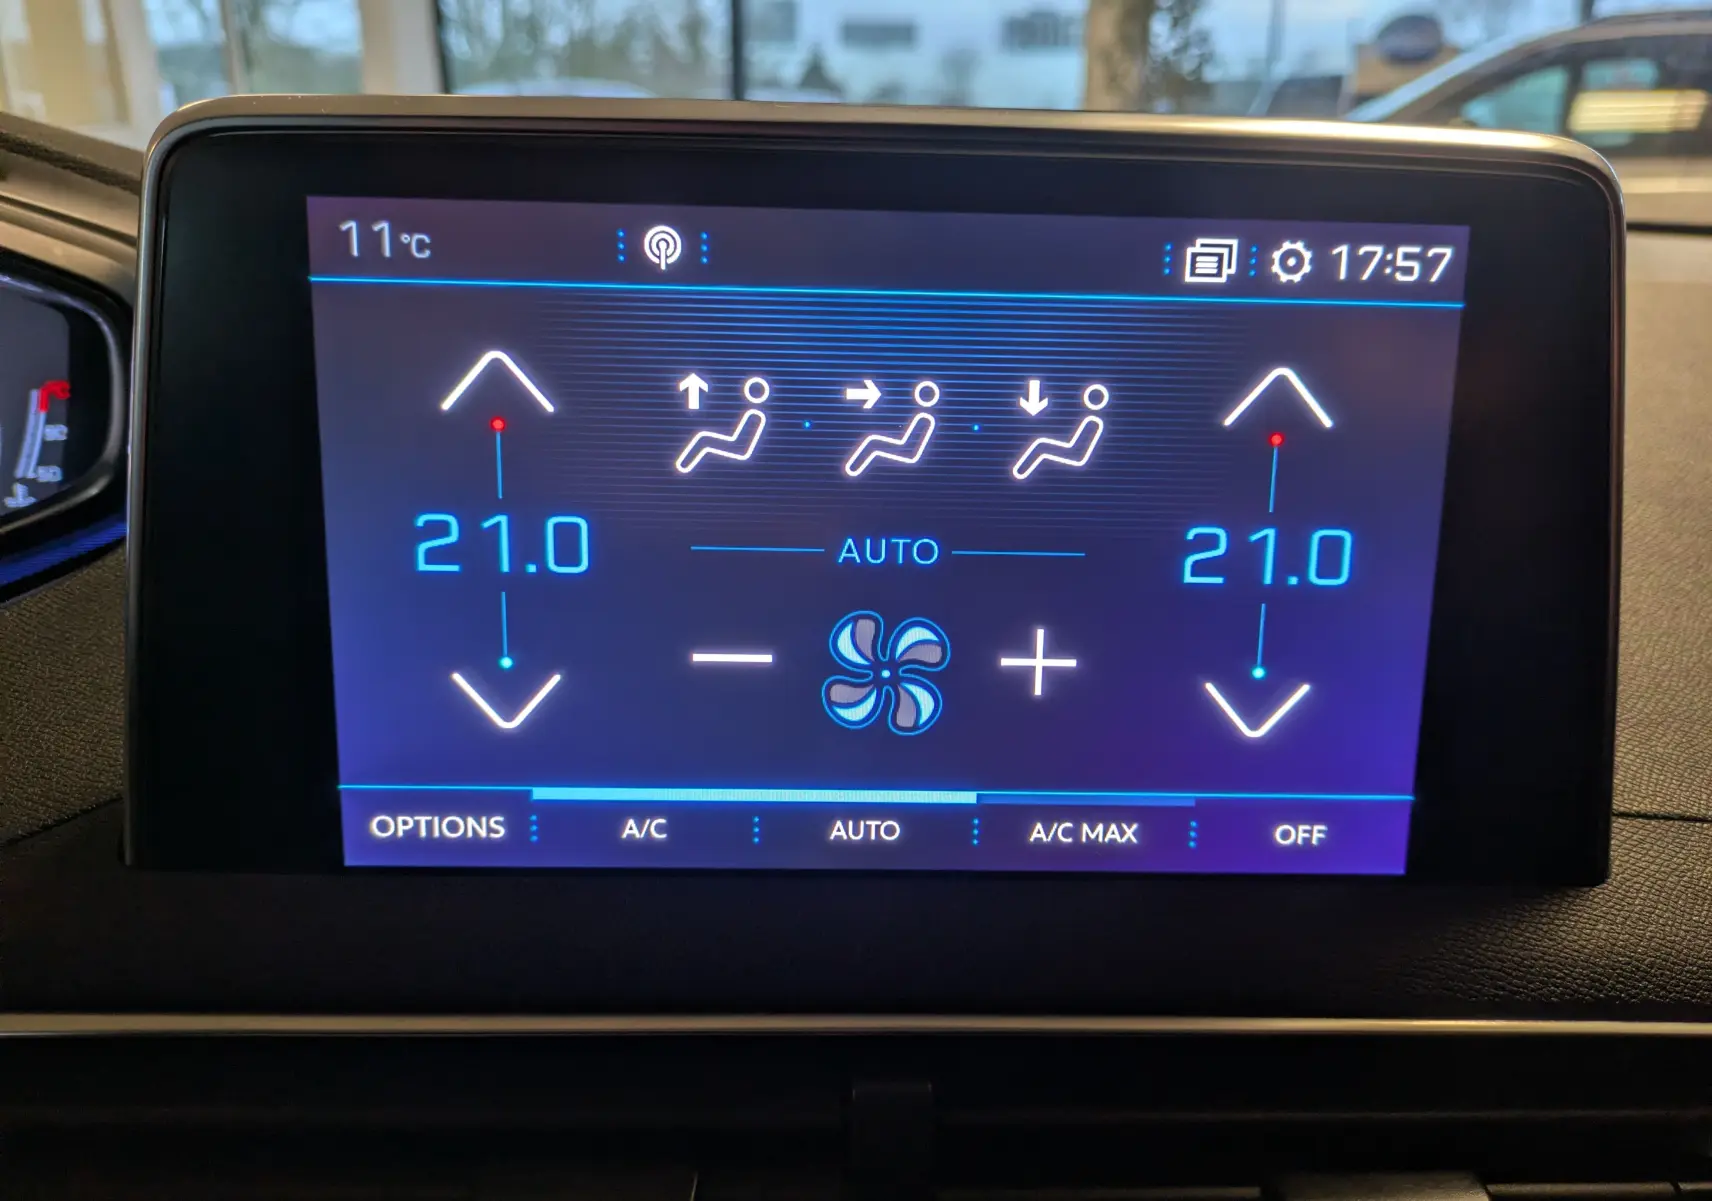 11°C 17:57
21.0 AUTO 21.0
OPTIONS A/C AUTO A/C MAX OFF